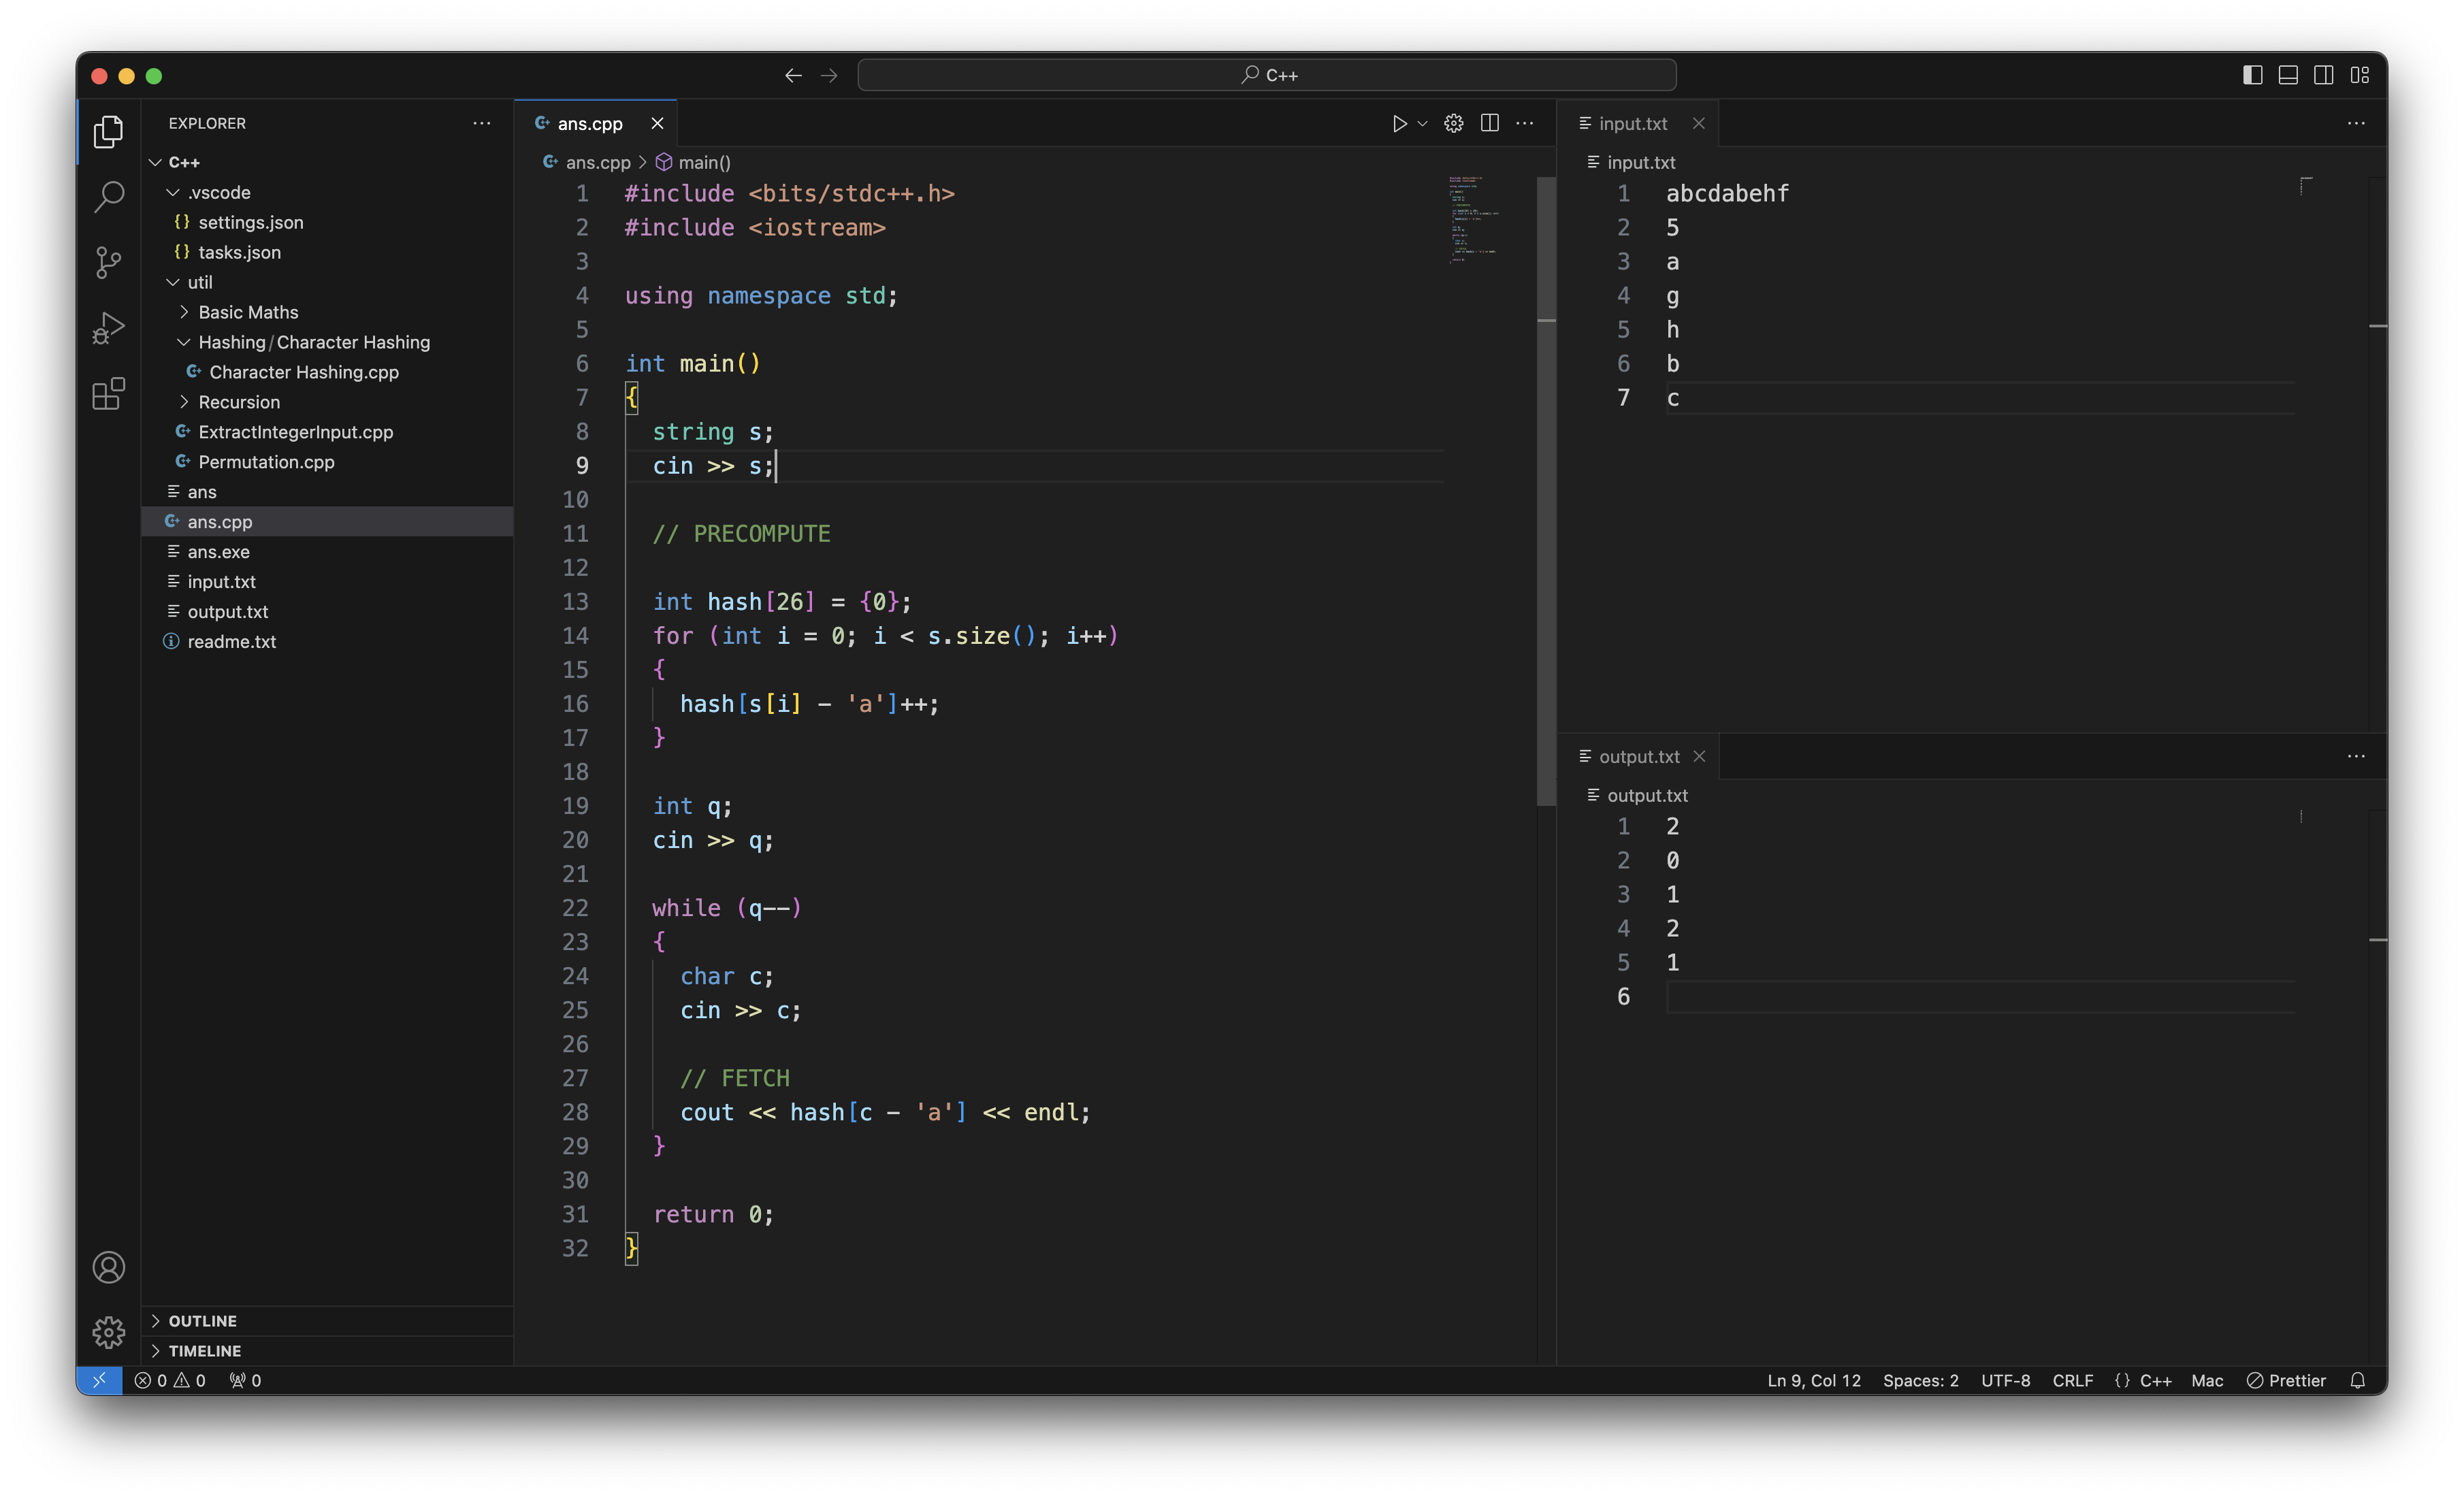 C++
EXPLORER
C++
.vscode
{} settings.json
{} tasks.json
util
Basic Maths
Hashing/Character Hashing
Character Hashing.cpp
Recursion
ExtractIntegerInput.cpp
Permutation.cpp
ans
ans.cpp
ans.exe
input.txt
output.txt
readme.txt
OUTLINE
TIMELINE
ans.cpp
ans.cpp > main()
1 #include <bits/stdc++.h>
2 #include <iostream>
3
4 using namespace std;
5
6 int main()
7 {
8 string s;
9 cin >> s;
10
11 // PRECOMPUTE
12
13 int hash[26] = {0};
14 for (int i = 0; i < s.size(); i++)
15 {
16 hash[s[i] - 'a']++;
17 }
18
19 int q;
20 cin >> q;
21
22 while (q--)
23 {
24 char c;
25 cin >> c;
26
27 // FETCH
28 cout << hash[c - 'a'] << endl;
29 }
30
31 return 0;
32 }
input.txt
input.txt
1 abcdabehf
2 5
3 a
4 g
5 h
6 b
7 c
output.txt
output.txt
1 2
2 0
3 1
4 2
5 1
6
0 0 0
Ln 9, Col 12 Spaces: 2 UTF-8 CRLF {} C++ Mac Prettier